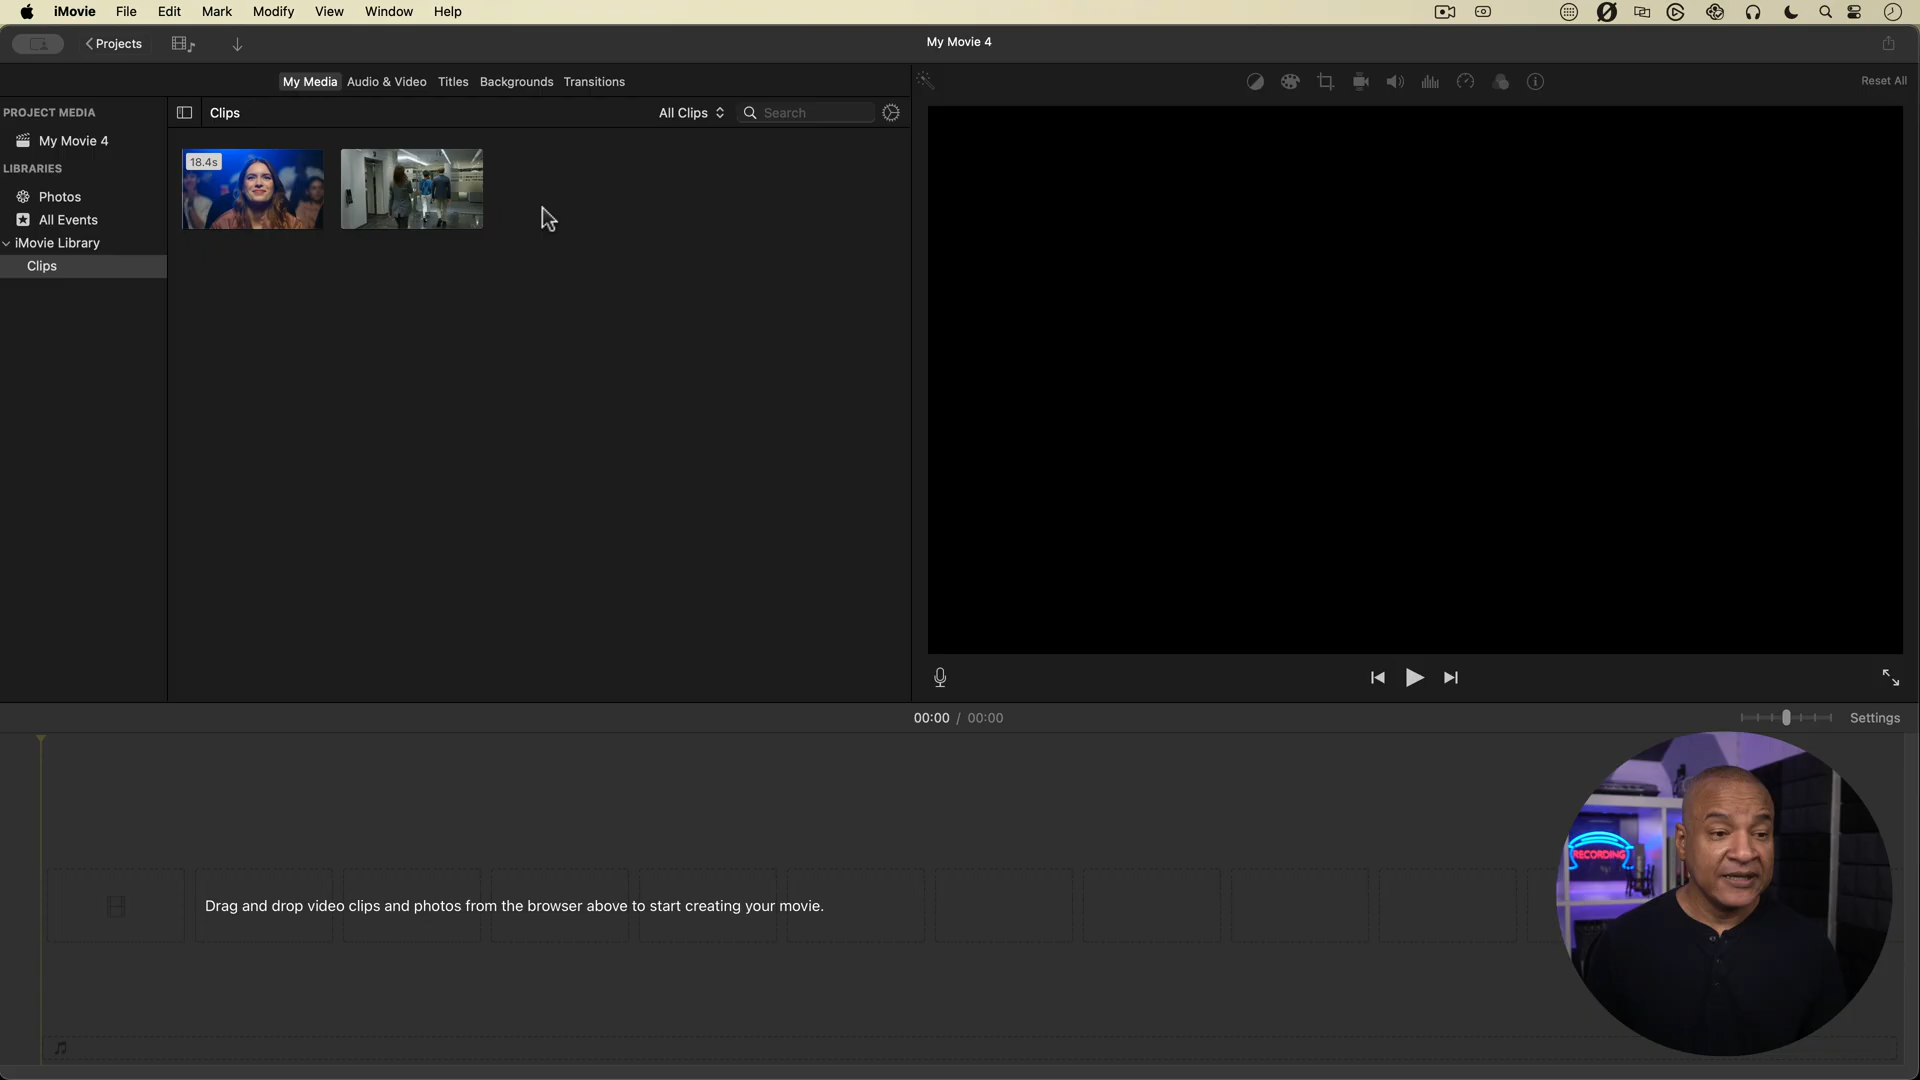 iMovie File Edit Mark Modify View Window Help
Projects
My Movie 4
My Media Audio & Video Titles Backgrounds Transitions
Reset All
PROJECT MEDIA
Clips
All Clips
Search
My Movie 4
LIBRARIES
18.4s
Photos
All Events
iMovie Library
Clips
00:00 / 00:00
Settings
RECORDING
Drag and drop video clips and photos from the browser above to start creating your movie.